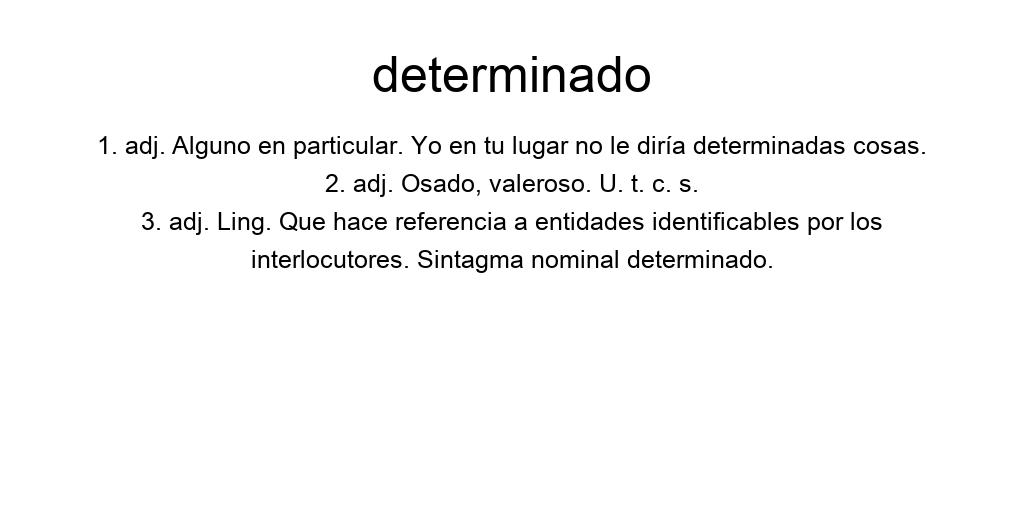 determinado
1. adj. Alguno en particular. Yo en tu lugar no le diría determinadas cosas.
2. adj. Osado, valeroso. U. t. c. s.
3. adj. Ling. Que hace referencia a entidades identificables por los
interlocutores. Sintagma nominal determinado.